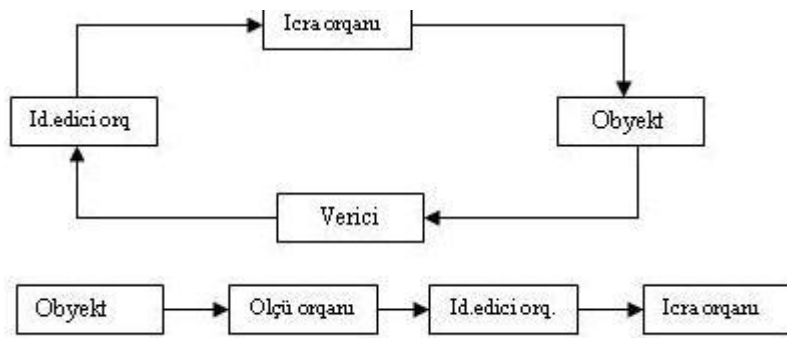 Icra orqanı
Id.edici orq
Obyekt
Verici
Obyekt
Olçü orqanı
Id.edici orq.
Icra orqanı